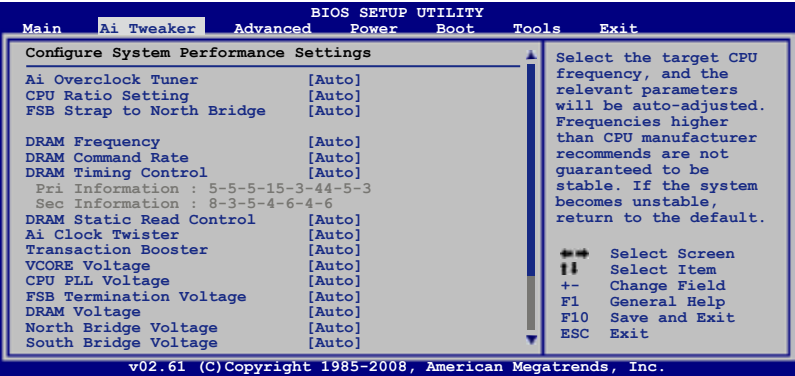 BIOS SETUP UTILITY
Main Ai Tweaker Advanced Power Boot Tools Exit
Configure System Performance Settings
Ai Overclock Tuner [Auto]
CPU Ratio Setting [Auto]
FSB Strap to North Bridge [Auto]
DRAM Frequency [Auto]
DRAM Command Rate [Auto]
DRAM Timing Control [Auto]
Pri Information : 5-5-5-15-3-44-5-3
Sec Information : 8-3-5-4-6-4-6
DRAM Static Read Control [Auto]
Ai Clock Twister [Auto]
Transaction Booster [Auto]
VCORE Voltage [Auto]
CPU PLL Voltage [Auto]
FSB Termination Voltage [Auto]
DRAM Voltage [Auto]
North Bridge Voltage [Auto]
South Bridge Voltage [Auto]
Select the target CPU
frequency, and the
relevant parameters
will be auto-adjusted.
Frequencies higher
than CPU manufacturer
recommends are not
guaranteed to be
stable. If the system
becomes unstable,
return to the default.
←→ Select Screen
↑↓ Select Item
+- Change Field
F1 General Help
F10 Save and Exit
ESC Exit
v02.61 (C)Copyright 1985-2008, American Megatrends, Inc.